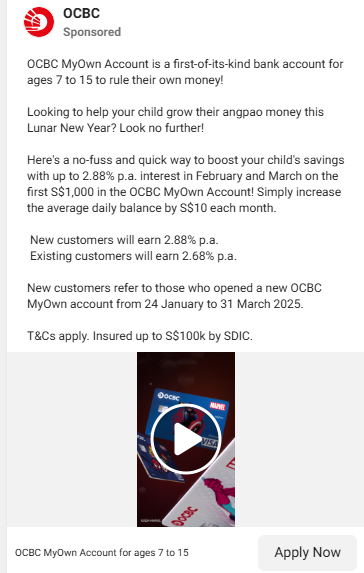 OCBC
Sponsored
OCBC MyOwn Account is a first-of-its-kind bank account for
ages 7 to 15 to rule their own money!
Looking to help your child grow their angpao money this
Lunar New Year? Look no further!
Here's a no-fuss and quick way to boost your child's savings
with up to 2.88% p.a. interest in February and March on the
first S$1,000 in the OCBC MyOwn Account! Simply increase
the average daily balance by S$10 each month.
New customers will earn 2.88% p.a.
Existing customers will earn 2.68% p.a.
New customers refer to those who opened a new OCBC
MyOwn account from 24 January to 31 March 2025.
T&Cs apply. Insured up to S$100k by SDIC.
OCBC
MARVEL
VISA
OCBC
OCBC MyOwn Account for ages 7 to 15
Apply Now